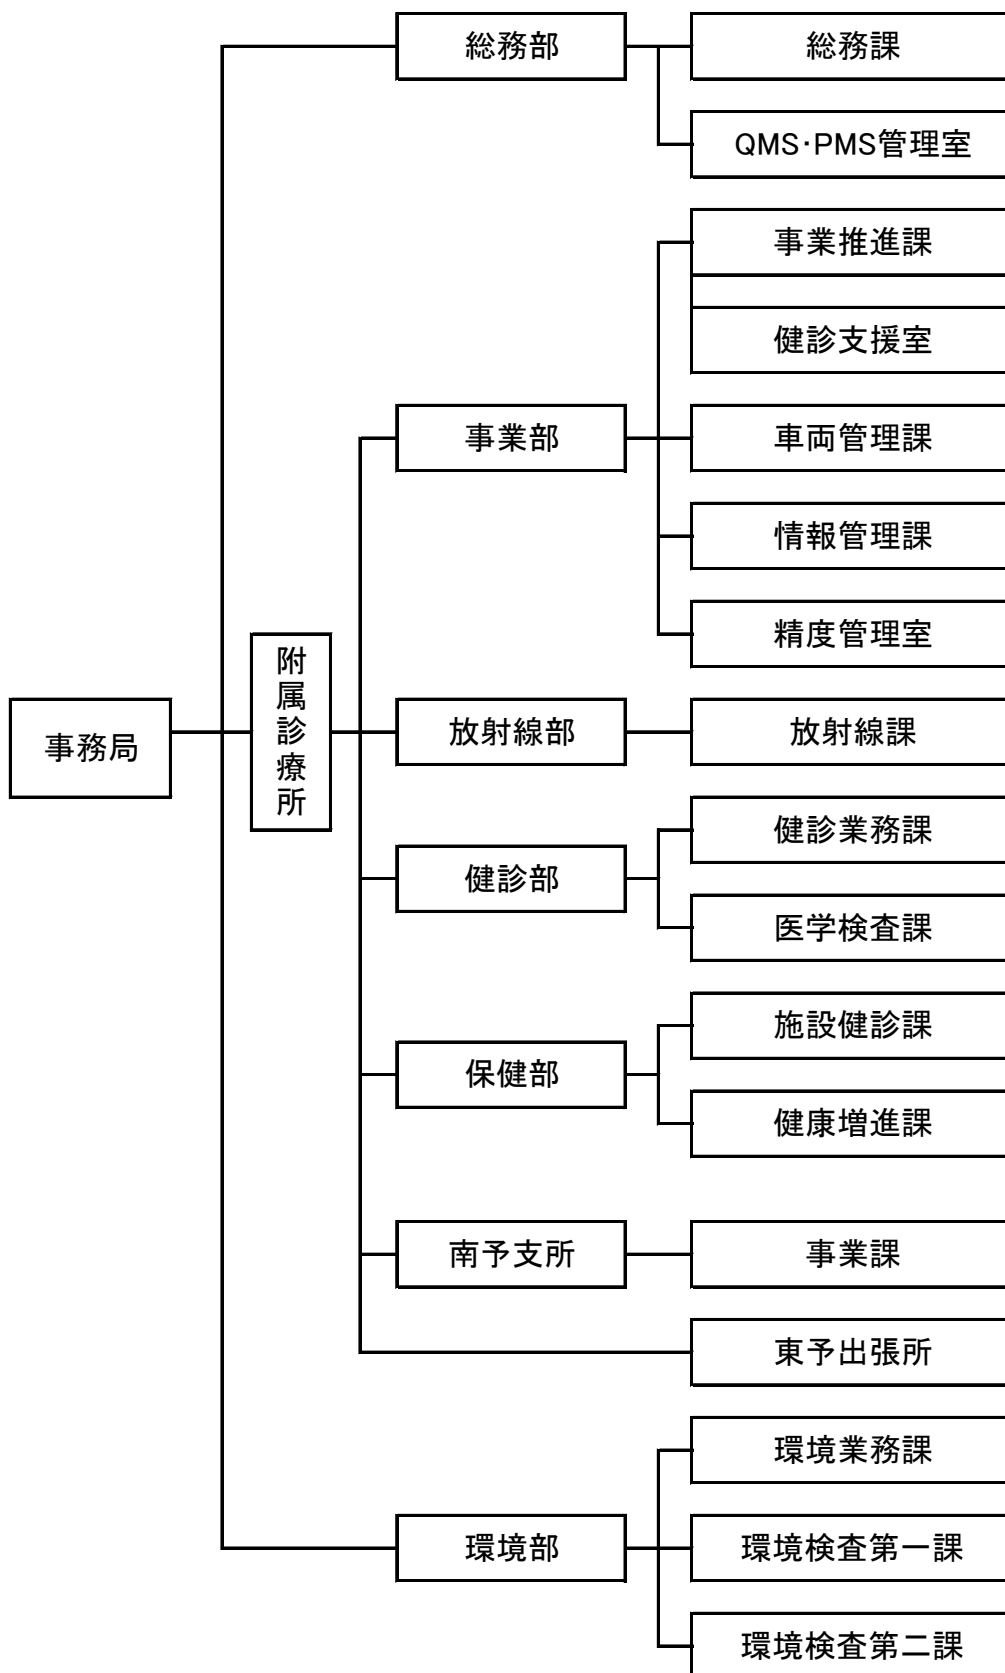 総務部
総務課
QMS・PMS管理室
事業推進課
健診支援室
事業部
車両管理課
情報管理課
精度管理室
事務局
附属診療所
放射線部
放射線課
健診部
健診業務課
医学検査課
保健部
施設健診課
健康増進課
南予支所
事業課
東予出張所
環境業務課
環境部
環境検査第一課
環境検査第二課